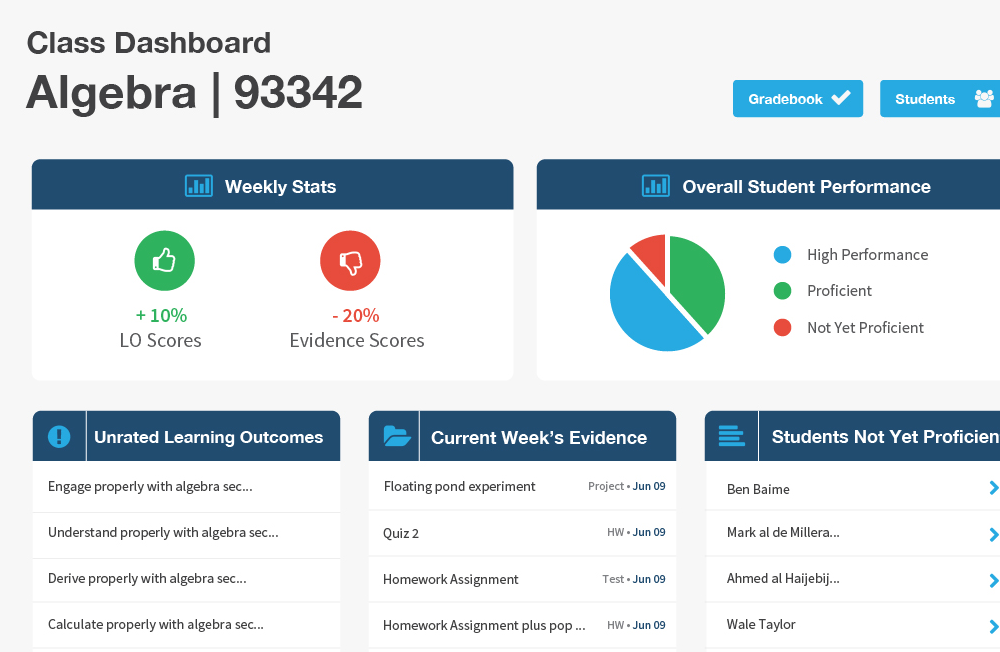 Class Dashboard
Algebra | 93342
Gradebook
Students
Weekly Stats
+ 10%
LO Scores
- 20%
Evidence Scores
Overall Student Performance
High Performance
Proficient
Not Yet Proficient
Unrated Learning Outcomes
Engage properly with algebra sec...
Understand properly with algebra sec...
Derive properly with algebra sec...
Calculate properly with algebra sec...
Current Week's Evidence
Floating pond experiment Project • Jun 09
Quiz 2 HW • Jun 09
Homework Assignment Test • Jun 09
Homework Assignment plus pop ... HW • Jun 09
Students Not Yet Proficien
Ben Baime
Mark al de Millera...
Ahmed al Haijebij...
Wale Taylor